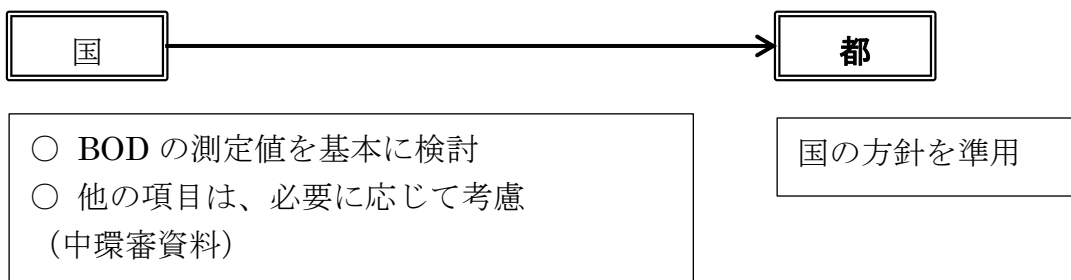 国
都
○ BOD の測定値を基本に検討
○ 他の項目は、必要に応じて考慮
（中環審資料）
国の方針を準用